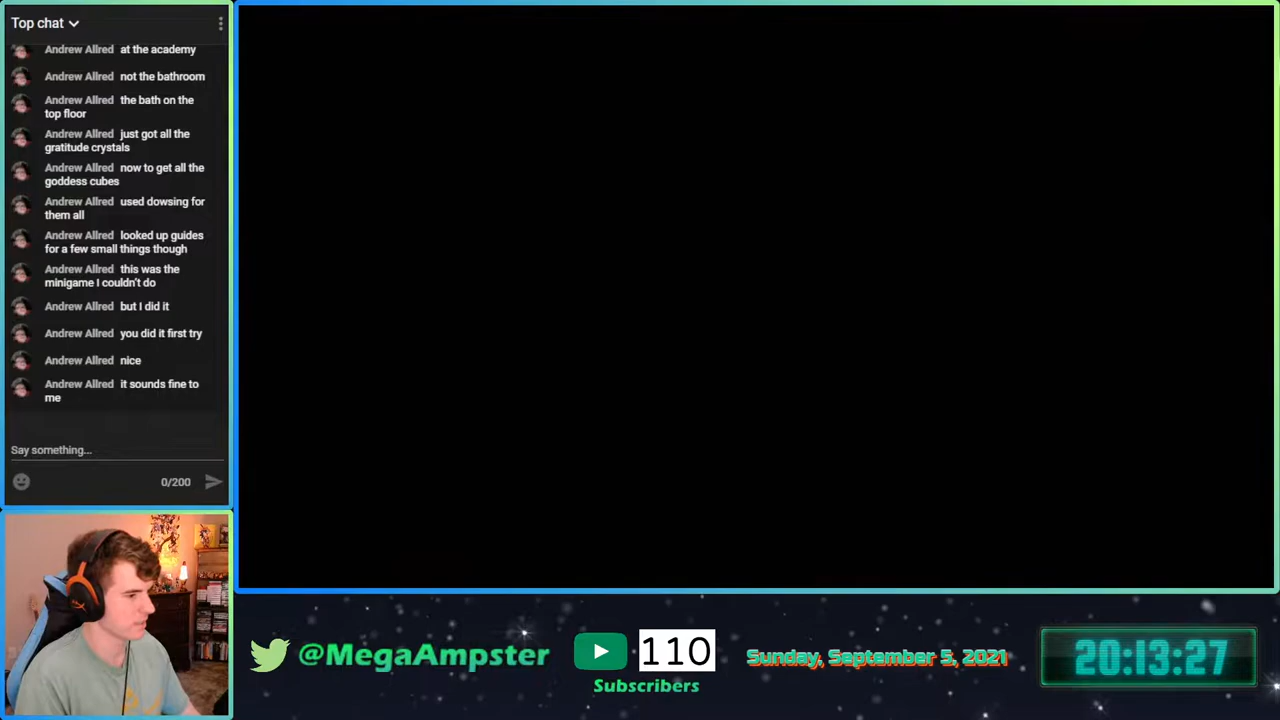 Top chat
Andrew Allred at the academy
Andrew Allred not the bathroom
Andrew Allred the bath on the
top floor
Andrew Allred just got all the
gratitude crystals
Andrew Allred now to get all the
goddess cubes
Andrew Allred used dowsing for
them all
Andrew Allred looked up guides
for a few small things though
Andrew Allred this was the
minigame I couldn't do
Andrew Allred but I did it
Andrew Allred you did it first try
Andrew Allred nice
Andrew Allred it sounds fine to
me
Say something...
0/200
@MegaAmpster
110
Subscribers
Sunday, September 5, 2021
20:13:27